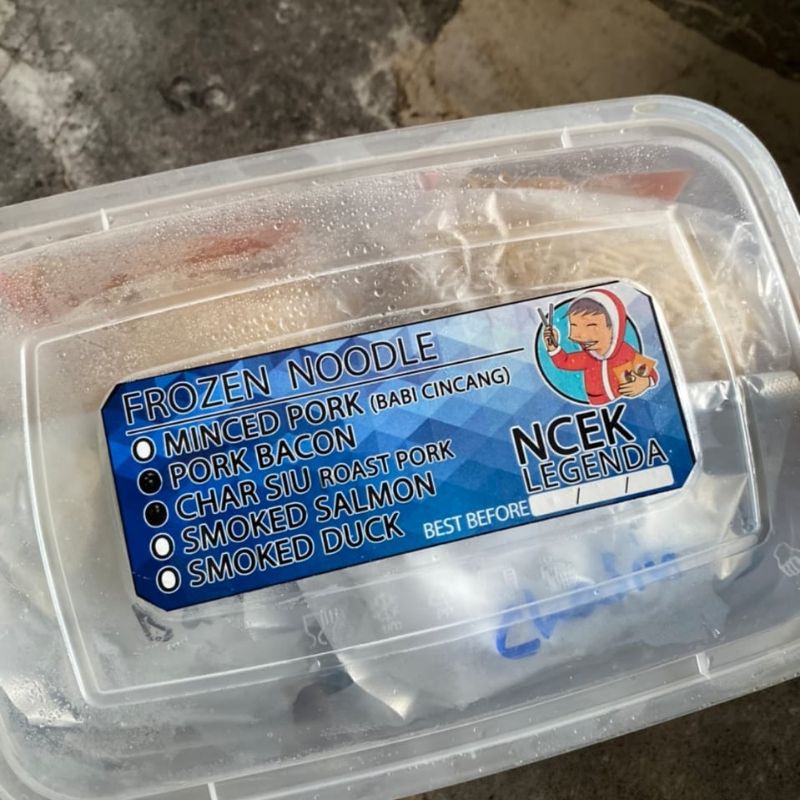 FROZEN NOODLE
MINCED PORK (BABI CINCANG)
PORK BACON
CHAR SIU ROAST PORK
SMOKED SALMON
SMOKED DUCK
NCEK
LEGENDA
BEST BEFORE / /